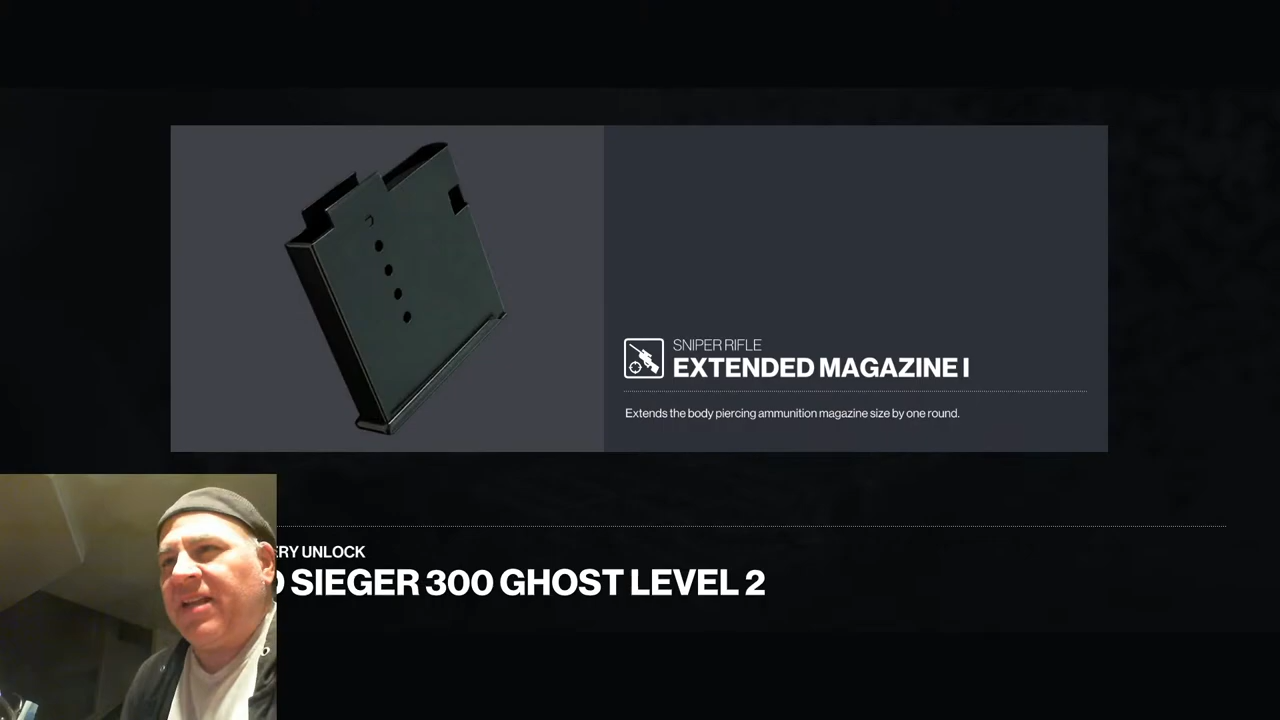 SNIPER RIFLE
EXTENDED MAGAZINE I
Extends the body piercing ammunition magazine size by one round.
ERY UNLOCK
SIEGER 300 GHOST LEVEL 2